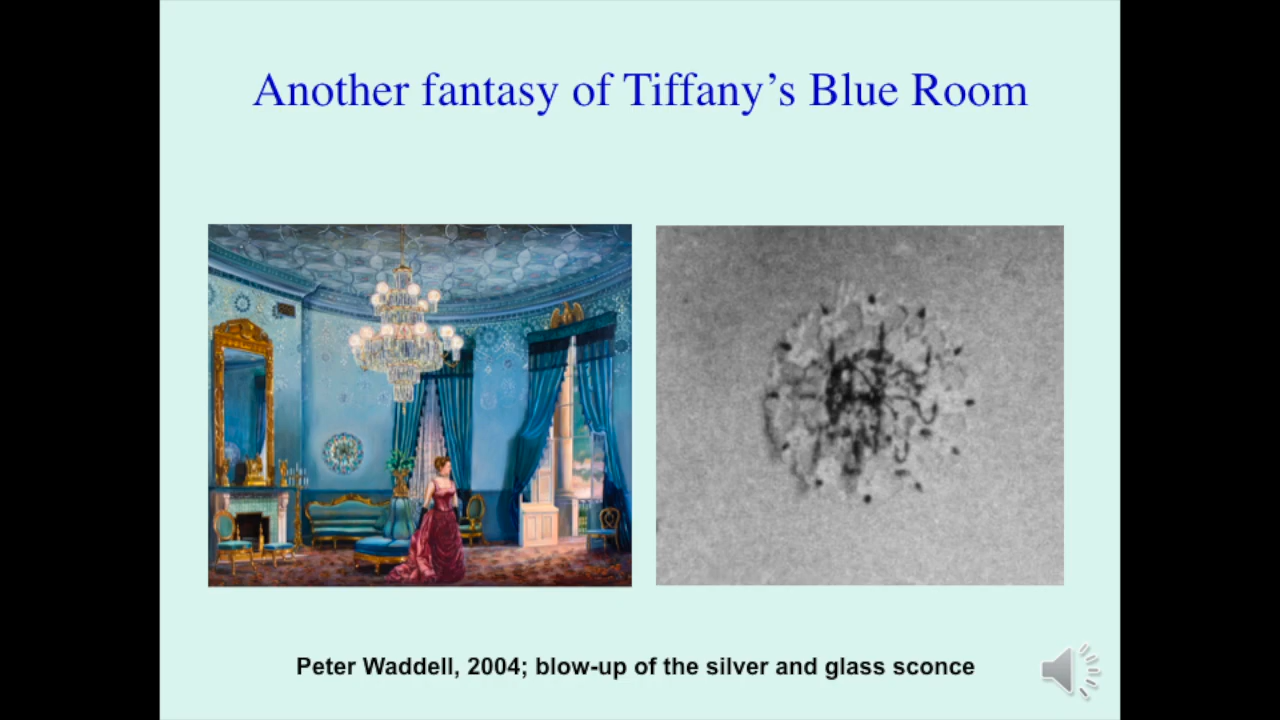 Another fantasy of Tiffany’s Blue Room
Peter Waddell, 2004; blow-up of the silver and glass sconce